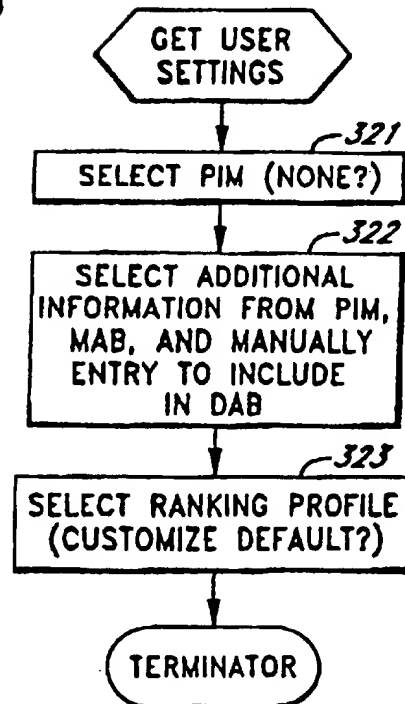 GET USER
SETTINGS
321
SELECT PIM (NONE?)
322
SELECT ADDITIONAL
INFORMATION FROM PIM,
MAB, AND MANUALLY
ENTRY TO INCLUDE
IN DAB
323
SELECT RANKING PROFILE
(CUSTOMIZE DEFAULT?)
TERMINATOR